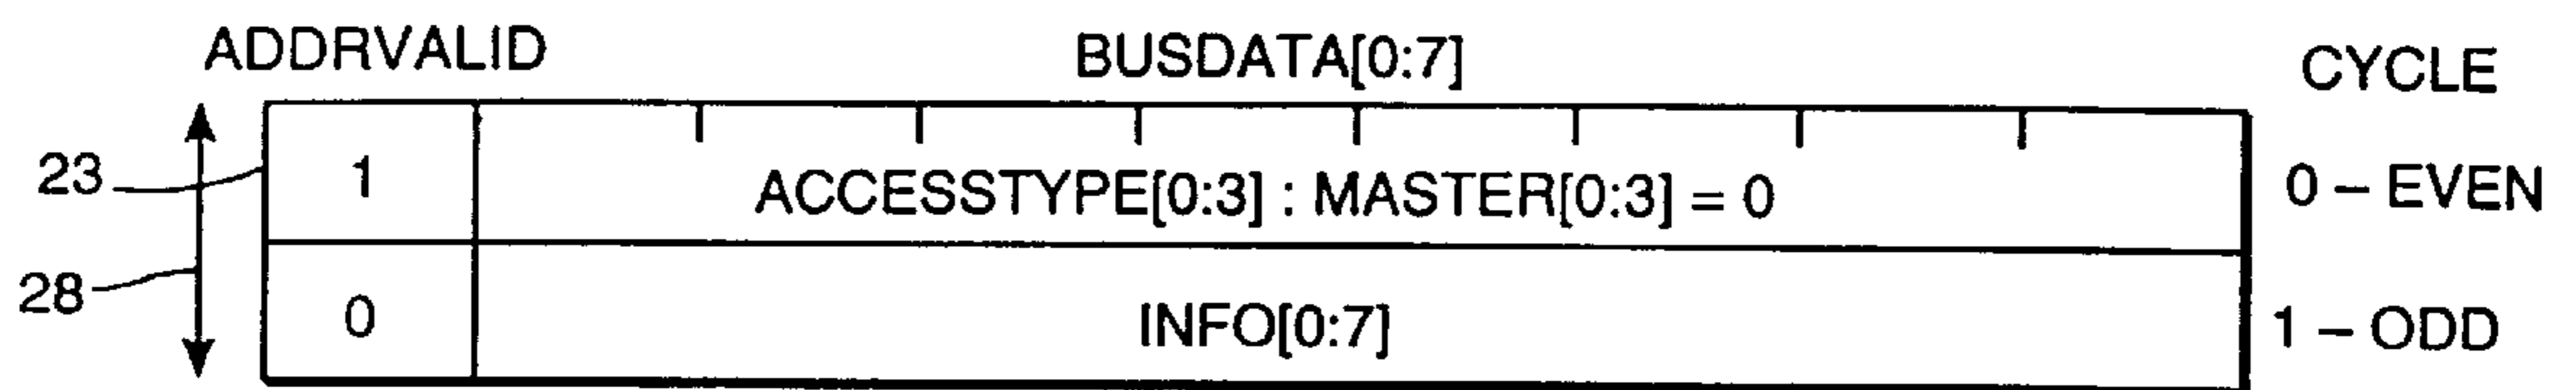 ADDRVALID BUSDATA[0:7] CYCLE
23 1 ACCESSTYPE[0:3] : MASTER[0:3] = 0 0 – EVEN
28 0 INFO[0:7] 1 – ODD